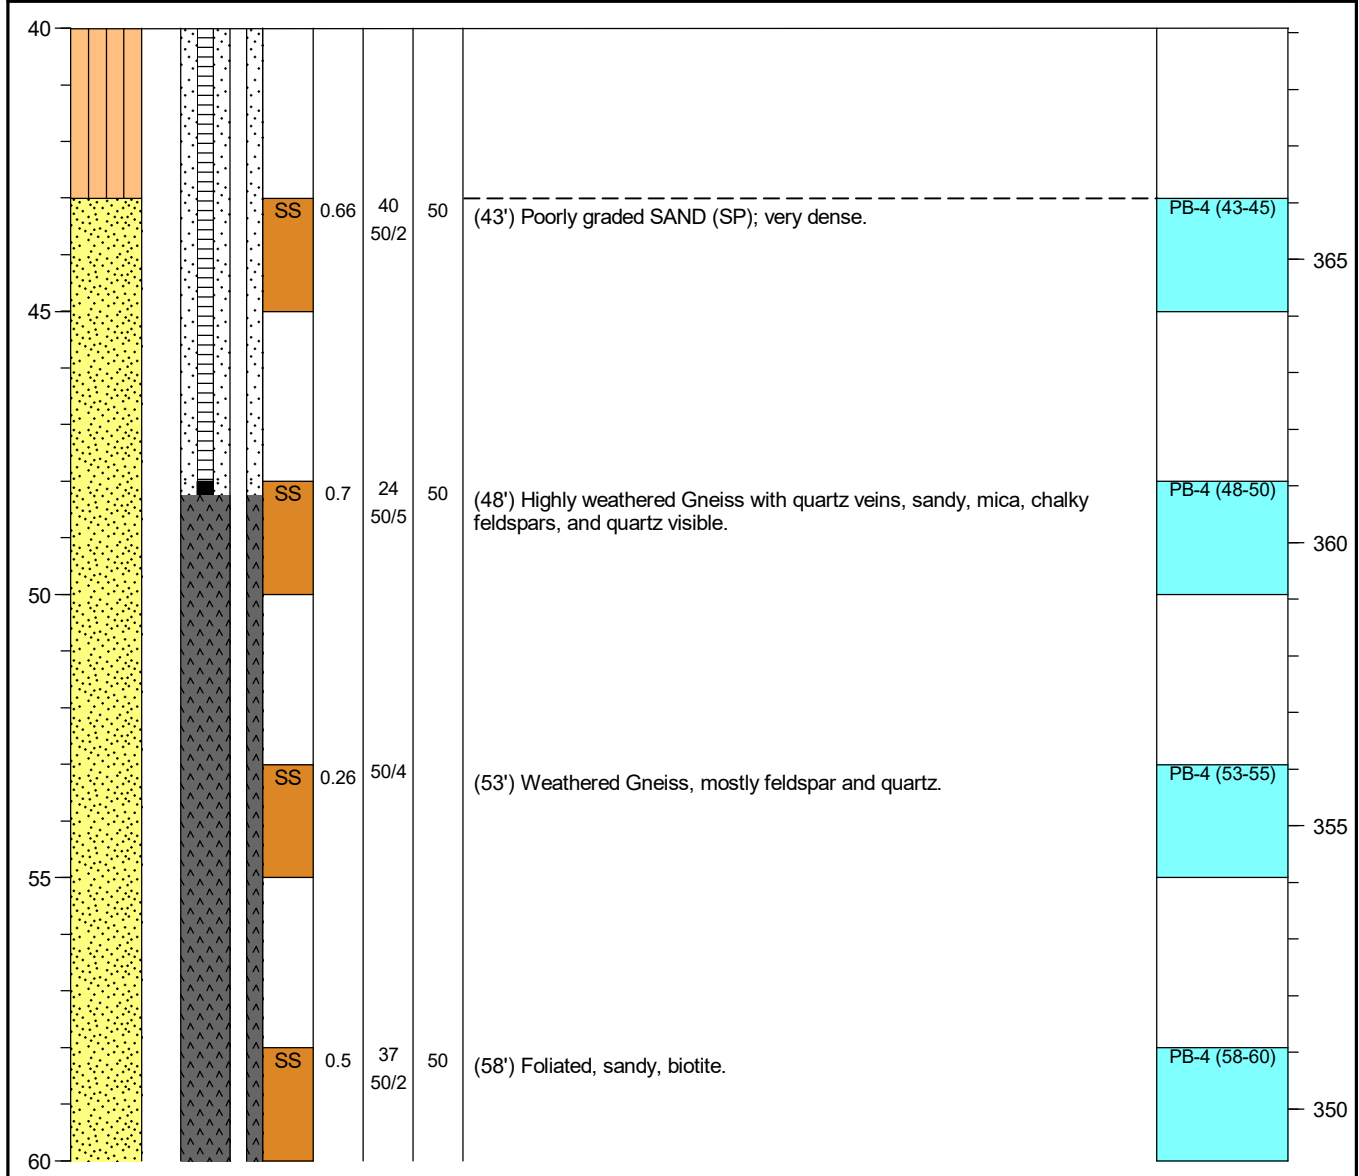 40
SS 0.66 40 50 (43') Poorly graded SAND (SP); very dense. PB-4 (43-45)
50/2
365
45
SS 0.7 24 50 (48') Highly weathered Gneiss with quartz veins, sandy, mica, chalky PB-4 (48-50)
50/5 feldspars, and quartz visible.
360
50
SS 0.26 50/4 (53') Weathered Gneiss, mostly feldspar and quartz. PB-4 (53-55)
355
55
SS 0.5 37 50 (58') Foliated, sandy, biotite. PB-4 (58-60)
50/2
350
60